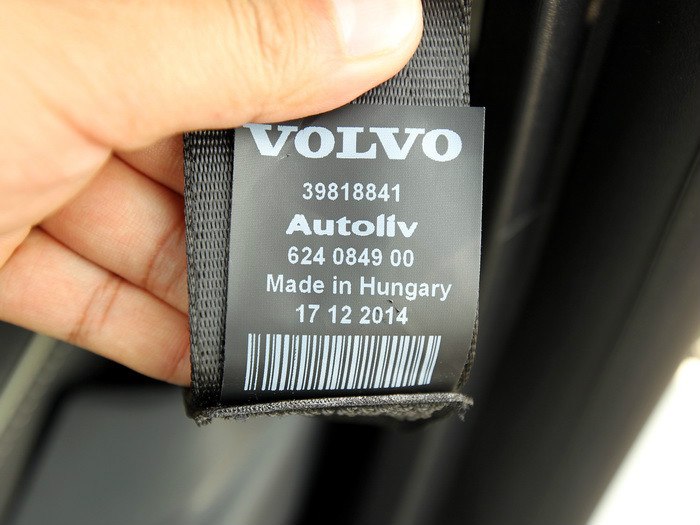 VOLVO
39818841
Autoliv
624 0849 00
Made in Hungary
17 12 2014